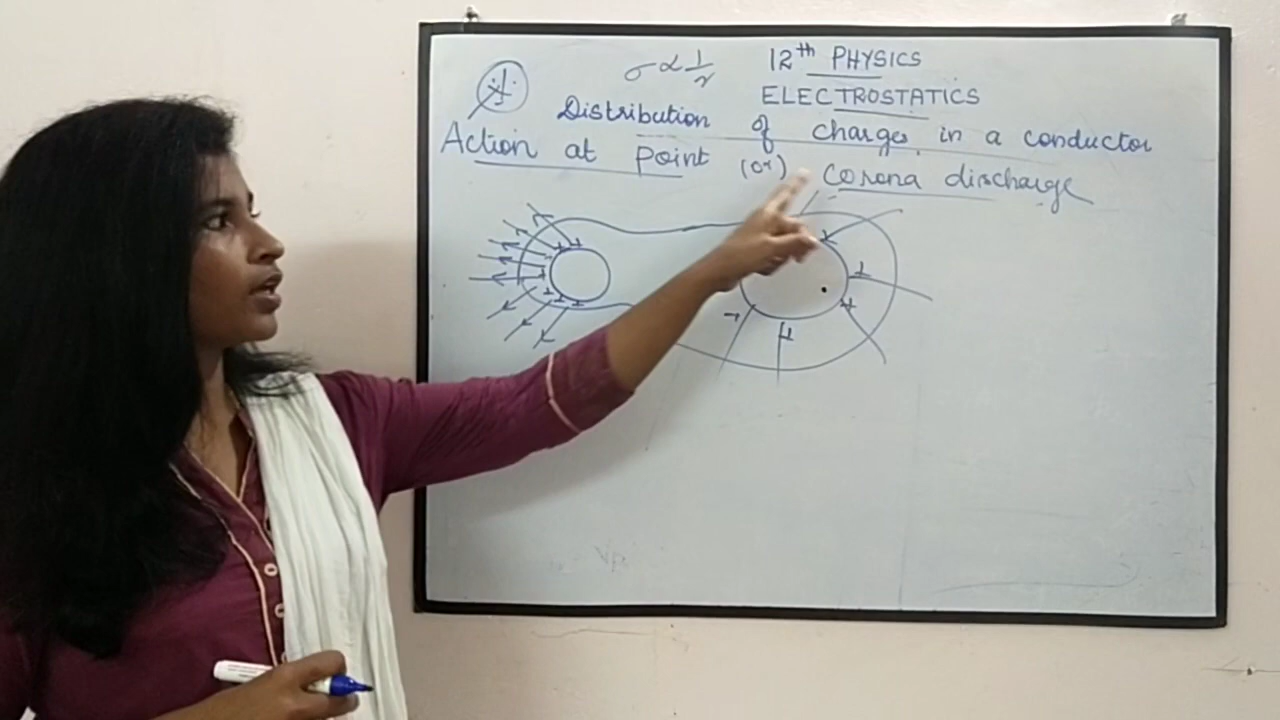 σ ∝ 1/r
12th PHYSICS
ELECTROSTATICS
Distribution of charges in a conductor
Action at point (or) corona discharge